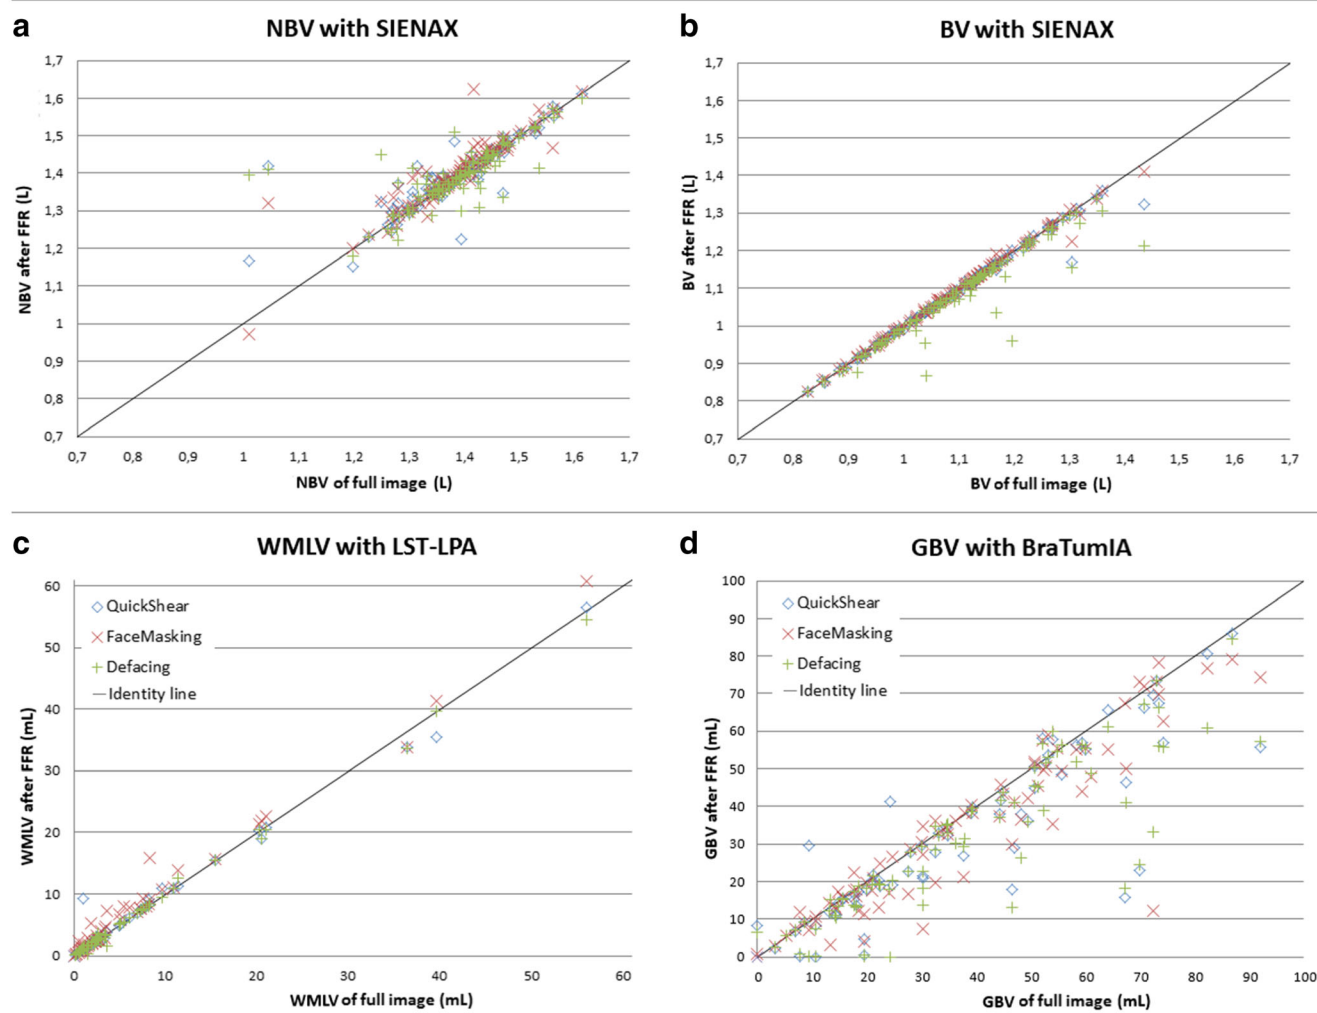 a
NBV with SIENAX
1,7
1,6
1,5
1,4
1,3
1,2
1,1
1
0,9
0,8
0,7
NBV after FFR (L)
0,7 0,8 0,9 1 1,1 1,2 1,3 1,4 1,5 1,6 1,7
NBV of full image (L)
b
BV with SIENAX
1,7
1,6
1,5
1,4
1,3
1,2
1,1
1
0,9
0,8
0,7
BV after FFR (L)
0,7 0,8 0,9 1 1,1 1,2 1,3 1,4 1,5 1,6 1,7
BV of full image (L)
c
WMLV with LST-LPA
60
50
40
30
20
10
0
WMLV after FFR (mL)
QuickShear
FaceMasking
Defacing
Identity line
0 10 20 30 40 50 60
WMLV of full image (mL)
d
GBV with BraTumIA
100
90
80
70
60
50
40
30
20
10
0
GBV after FFR (mL)
QuickShear
FaceMasking
Defacing
Identity line
0 10 20 30 40 50 60 70 80 90 100
GBV of full image (mL)